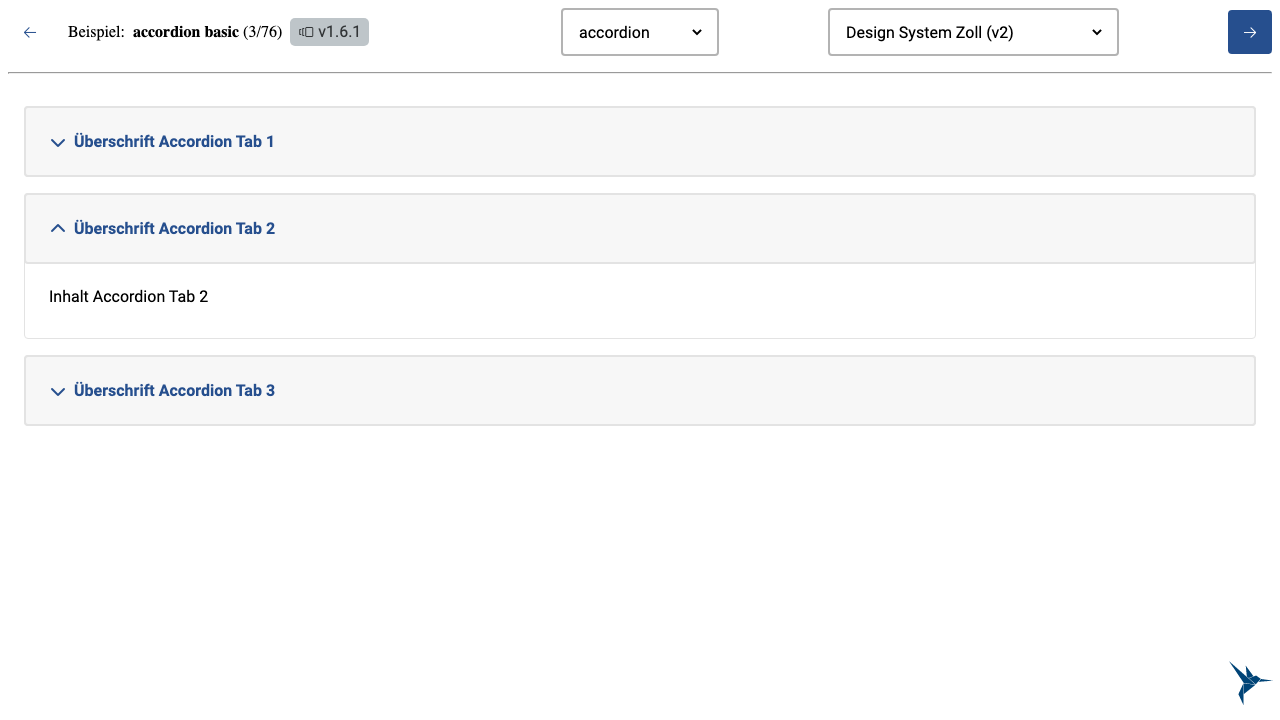 Beispiel: accordion basic (3/76) v1.6.1 accordion Design System Zoll (v2)
Überschrift Accordion Tab 1
Überschrift Accordion Tab 2
Inhalt Accordion Tab 2
Überschrift Accordion Tab 3